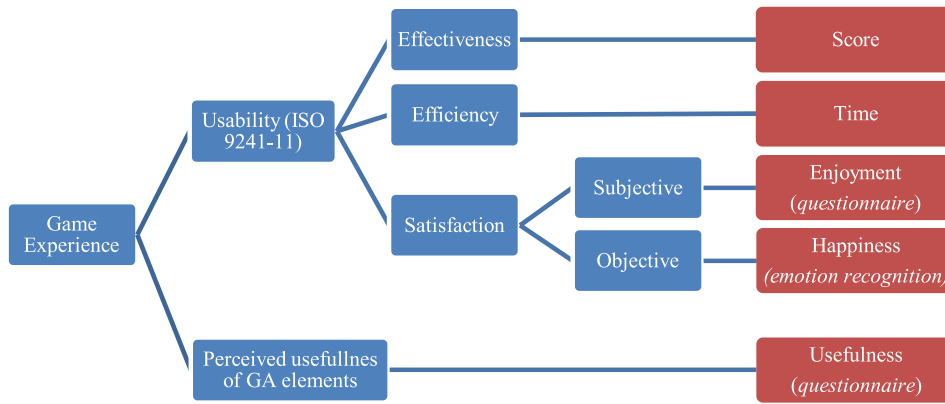 Effectiveness
Score
Usability (ISO
9241-11)
Efficiency
Time
Subjective
Enjoyment
(questionnaire)
Game
Experience
Satisfaction
Objective
Happiness
(emotion recognition)
Perceived usefullnes
of GA elements
Usefulness
(questionnaire)